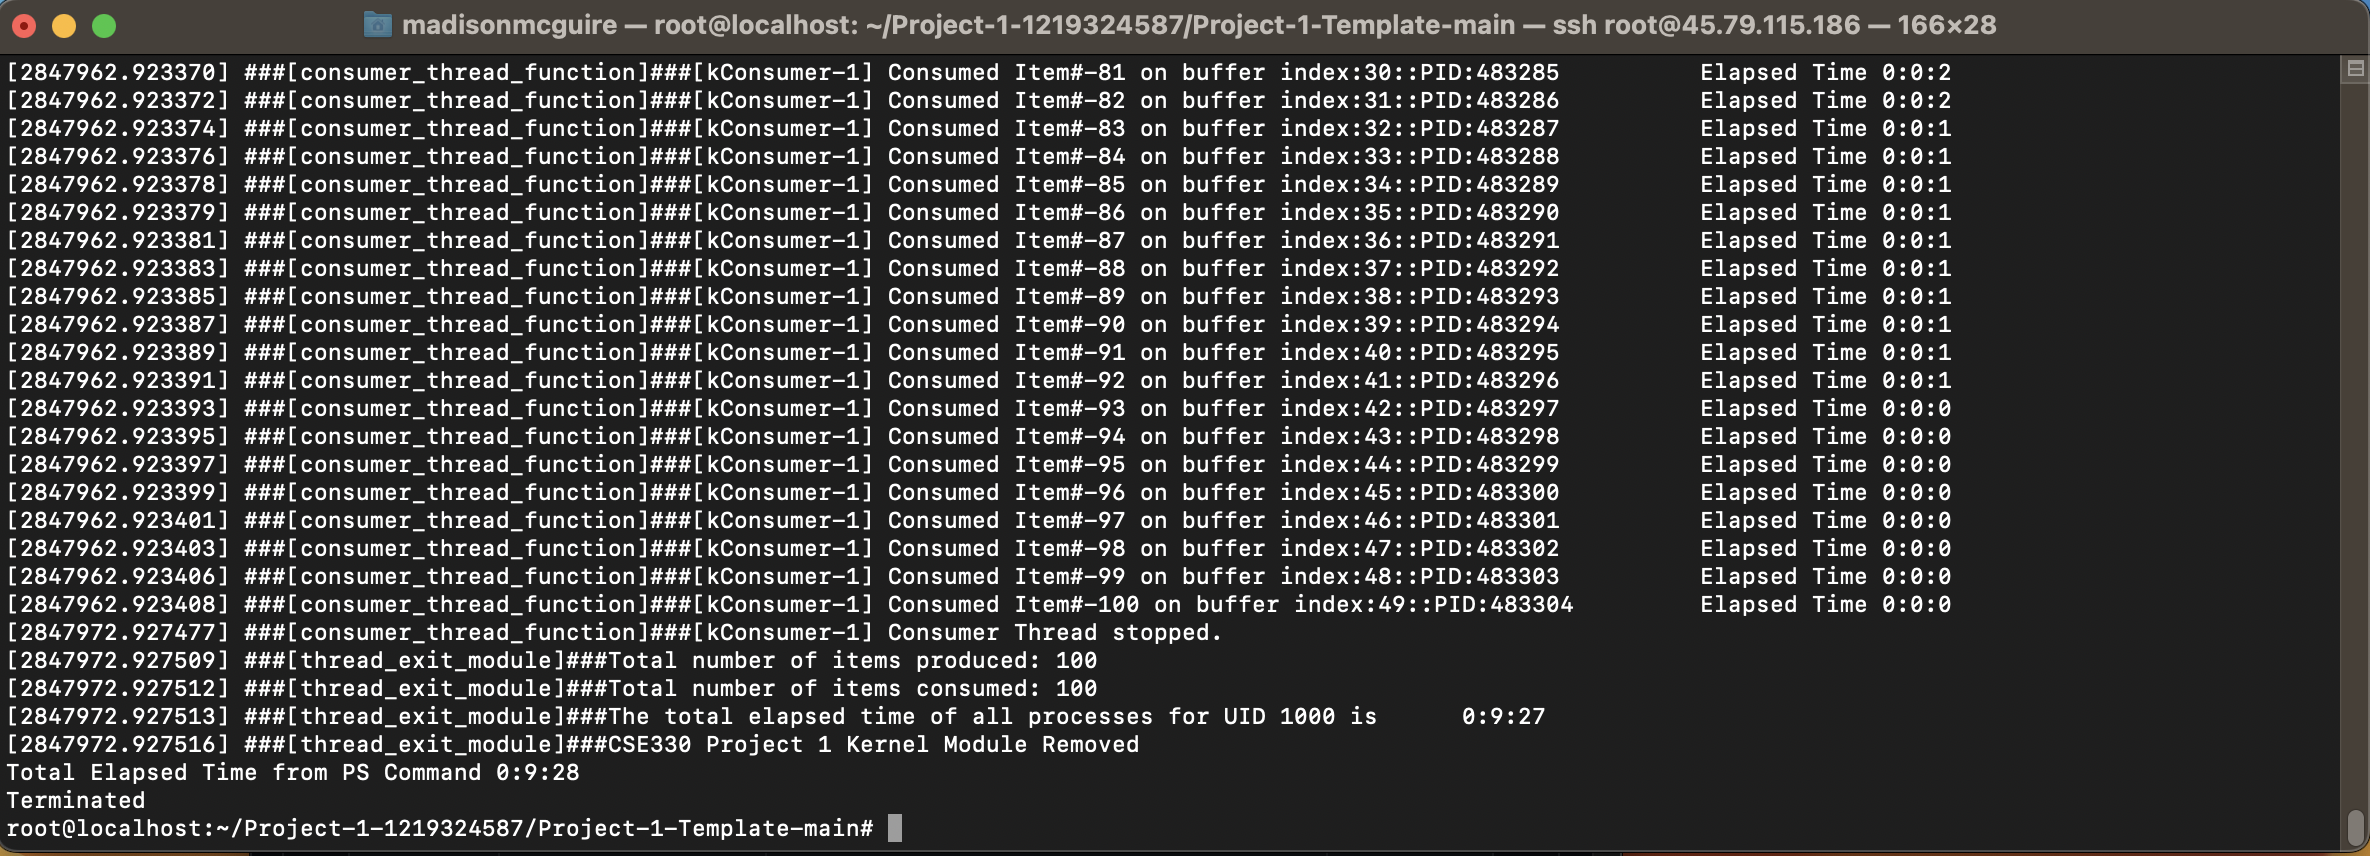 madisonmcguire — root@localhost: ~/Project-1-1219324587/Project-1-Template-main — ssh root@45.79.115.186 — 166×28
[2847962.923370] ###[consumer_thread_function]###[kConsumer-1] Consumed Item#-81 on buffer index:30::PID:483285          Elapsed Time 0:0:2
[2847962.923372] ###[consumer_thread_function]###[kConsumer-1] Consumed Item#-82 on buffer index:31::PID:483286          Elapsed Time 0:0:2
[2847962.923374] ###[consumer_thread_function]###[kConsumer-1] Consumed Item#-83 on buffer index:32::PID:483287          Elapsed Time 0:0:1
[2847962.923376] ###[consumer_thread_function]###[kConsumer-1] Consumed Item#-84 on buffer index:33::PID:483288          Elapsed Time 0:0:1
[2847962.923378] ###[consumer_thread_function]###[kConsumer-1] Consumed Item#-85 on buffer index:34::PID:483289          Elapsed Time 0:0:1
[2847962.923379] ###[consumer_thread_function]###[kConsumer-1] Consumed Item#-86 on buffer index:35::PID:483290          Elapsed Time 0:0:1
[2847962.923381] ###[consumer_thread_function]###[kConsumer-1] Consumed Item#-87 on buffer index:36::PID:483291          Elapsed Time 0:0:1
[2847962.923383] ###[consumer_thread_function]###[kConsumer-1] Consumed Item#-88 on buffer index:37::PID:483292          Elapsed Time 0:0:1
[2847962.923385] ###[consumer_thread_function]###[kConsumer-1] Consumed Item#-89 on buffer index:38::PID:483293          Elapsed Time 0:0:1
[2847962.923387] ###[consumer_thread_function]###[kConsumer-1] Consumed Item#-90 on buffer index:39::PID:483294          Elapsed Time 0:0:1
[2847962.923389] ###[consumer_thread_function]###[kConsumer-1] Consumed Item#-91 on buffer index:40::PID:483295          Elapsed Time 0:0:1
[2847962.923391] ###[consumer_thread_function]###[kConsumer-1] Consumed Item#-92 on buffer index:41::PID:483296          Elapsed Time 0:0:1
[2847962.923393] ###[consumer_thread_function]###[kConsumer-1] Consumed Item#-93 on buffer index:42::PID:483297          Elapsed Time 0:0:0
[2847962.923395] ###[consumer_thread_function]###[kConsumer-1] Consumed Item#-94 on buffer index:43::PID:483298          Elapsed Time 0:0:0
[2847962.923397] ###[consumer_thread_function]###[kConsumer-1] Consumed Item#-95 on buffer index:44::PID:483299          Elapsed Time 0:0:0
[2847962.923399] ###[consumer_thread_function]###[kConsumer-1] Consumed Item#-96 on buffer index:45::PID:483300          Elapsed Time 0:0:0
[2847962.923401] ###[consumer_thread_function]###[kConsumer-1] Consumed Item#-97 on buffer index:46::PID:483301          Elapsed Time 0:0:0
[2847962.923403] ###[consumer_thread_function]###[kConsumer-1] Consumed Item#-98 on buffer index:47::PID:483302          Elapsed Time 0:0:0
[2847962.923406] ###[consumer_thread_function]###[kConsumer-1] Consumed Item#-99 on buffer index:48::PID:483303          Elapsed Time 0:0:0
[2847962.923408] ###[consumer_thread_function]###[kConsumer-1] Consumed Item#-100 on buffer index:49::PID:483304         Elapsed Time 0:0:0
[2847972.927477] ###[consumer_thread_function]###[kConsumer-1] Consumer Thread stopped.
[2847972.927509] ###[thread_exit_module]###Total number of items produced: 100
[2847972.927512] ###[thread_exit_module]###Total number of items consumed: 100
[2847972.927513] ###[thread_exit_module]###The total elapsed time of all processes for UID 1000 is      0:9:27
[2847972.927516] ###[thread_exit_module]###CSE330 Project 1 Kernel Module Removed
Total Elapsed Time from PS Command 0:9:28
Terminated
root@localhost:~/Project-1-1219324587/Project-1-Template-main#